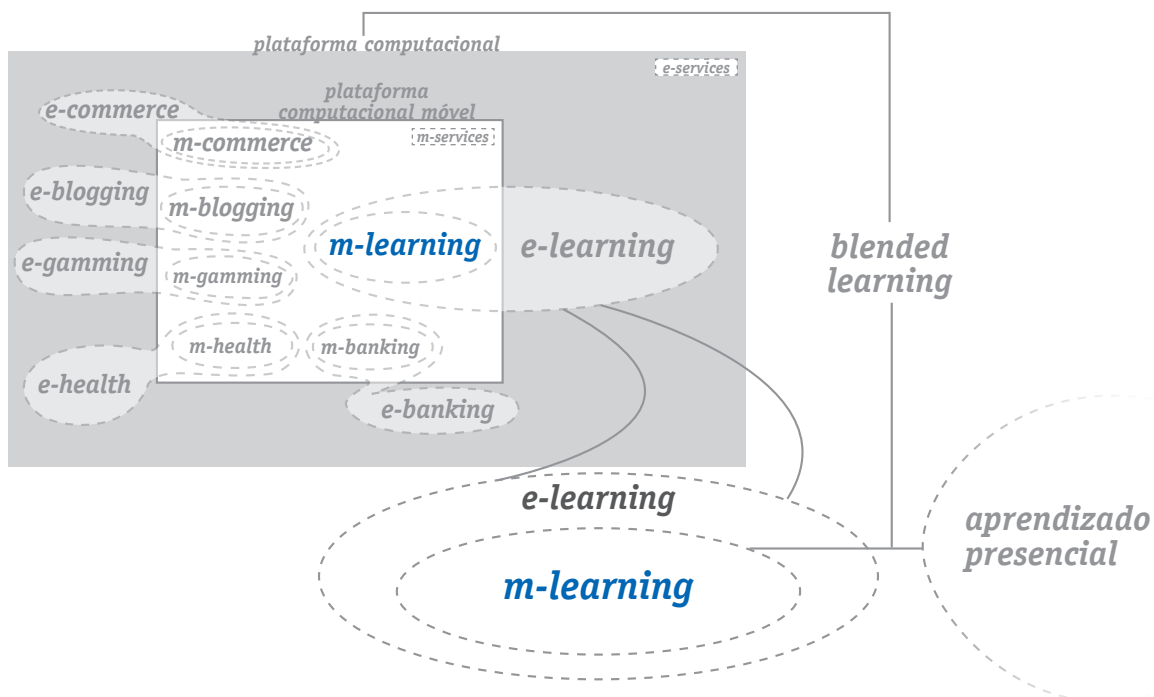 plataforma computacional
e-services
plataforma
computacional móvel
e-commerce
m-services
m-commerce
e-blogging
m-blogging
m-learning
e-learning
blended
learning
e-gamming
m-gamming
m-health
m-banking
e-health
e-banking
e-learning
aprendizado
presencial
m-learning